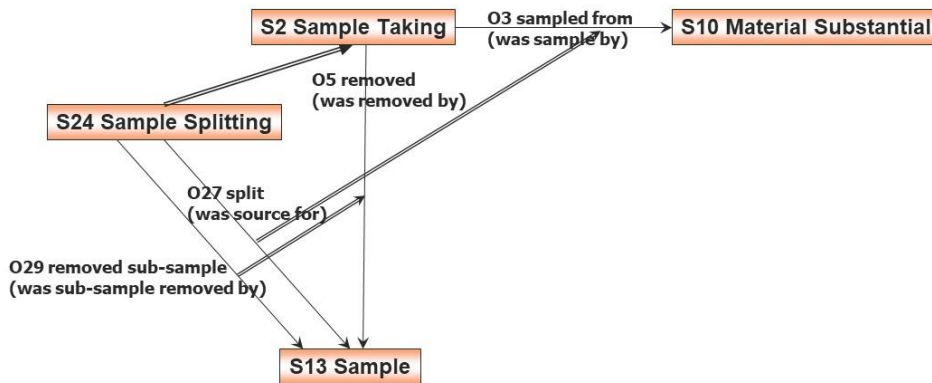 S2 Sample Taking
O3 sampled from
(was sample by)
S10 Material Substantial
O5 removed
(was removed by)
S24 Sample Splitting
O27 split
(was source for)
O29 removed sub-sample
(was sub-sample removed by)
S13 Sample